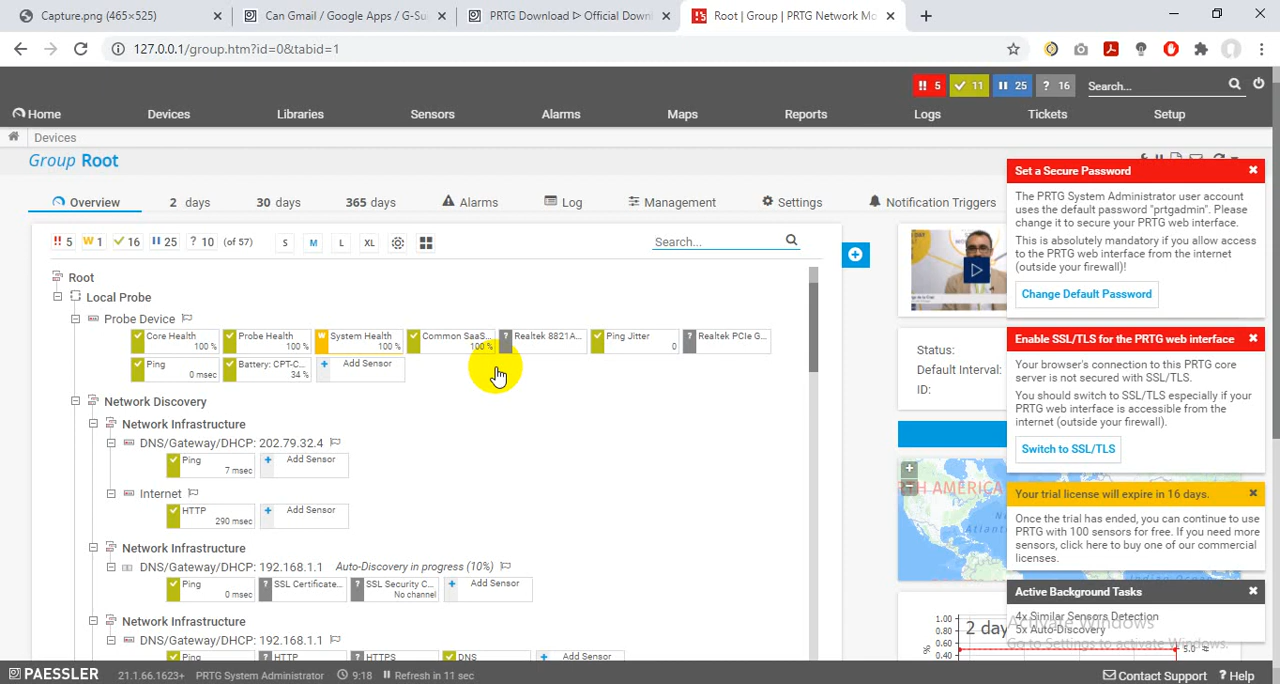 Capture.png (465×525)
Can Gmail / Google Apps / G-Su
PRTG Download ᐅ Official Downl
Root | Group | PRTG Network Mo
127.0.0.1/group.htm?id=0&tabid=1
5 11 25 ? 16 Search...
Home Devices Libraries Sensors Alarms Maps Reports Logs Tickets Setup
Devices
Group Root
Overview 2 days 30 days 365 days Alarms Log Management Settings Notification Triggers
!! 5 W 1 16 25 ? 10 (of 57) S M L XL Search...
Root
Local Probe
Probe Device
Core Health 100 %
Probe Health 100 %
System Health 100 %
Common SaaS... 100 %
Realtek 8821A...
Ping Jitter 0
Realtek PCIe G...
Ping 0 msec
Battery: CPT-C... 34 %
Add Sensor
Network Discovery
Network Infrastructure
DNS/Gateway/DHCP: 202.79.32.4
Ping 7 msec
Add Sensor
Internet
HTTP 290 msec
Add Sensor
Network Infrastructure
DNS/Gateway/DHCP: 192.168.1.1 Auto-Discovery in progress (10%)
Ping 0 msec
SSL Certificate...
SSL Security C... No channel
Add Sensor
Network Infrastructure
DNS/Gateway/DHCP: 192.168.1.1
Ping HTTP HTTPS DNS Add Sensor
Status:
Default Interval:
ID:
TH AMERICA
1.00
0.80
0.60
0.40
%
2 day
5.0
#
Set a Secure Password
The PRTG System Administrator user account
uses the default password "prtgadmin". Please
change it to secure your PRTG web interface.
This is absolutely mandatory if you allow access
to the PRTG web interface from the internet
(outside your firewall)!
Change Default Password
Enable SSL/TLS for the PRTG web interface
Your browser's connection to this PRTG core
server is not secured with SSL/TLS.
You should switch to SSL/TLS especially if your
PRTG web interface is accessible from the
internet (outside your firewall).
Switch to SSL/TLS
Your trial license will expire in 16 days.
Once the trial has ended, you can continue to use
PRTG with 100 sensors for free. If you need more
sensors, click here to buy one of our commercial
licenses.
Active Background Tasks
4x Similar Sensors Detection
5x Auto-Discovery
Activate Windows
Go to Settings to activate Windows.
PAESSLER 21.1.66.1623+ PRTG System Administrator 9:18 Refresh in 11 sec Contact Support ? Help